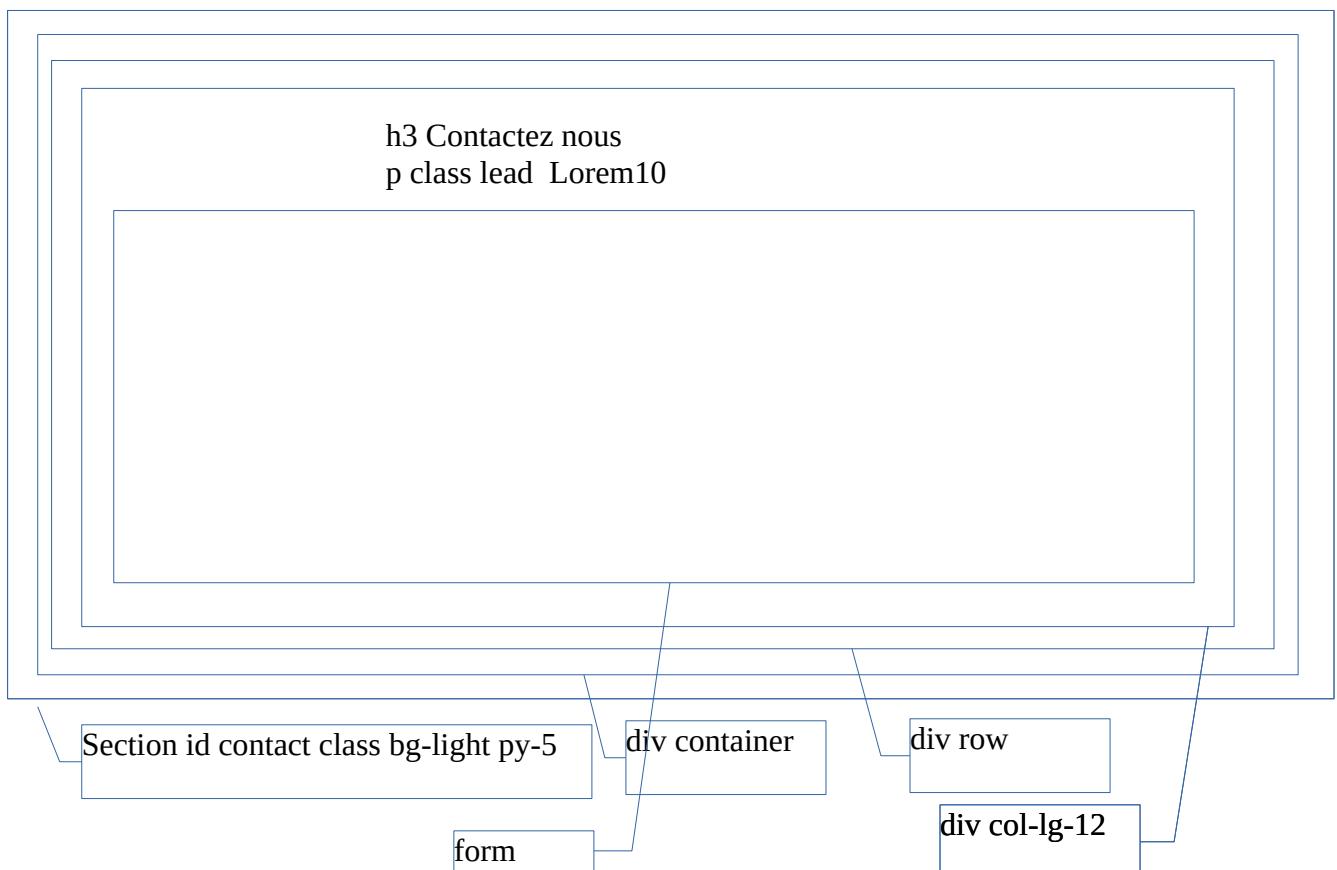 h3 Contactez nous
p class lead  Lorem10
Section id contact class bg-light py-5
div container
div row
div col-lg-12
form